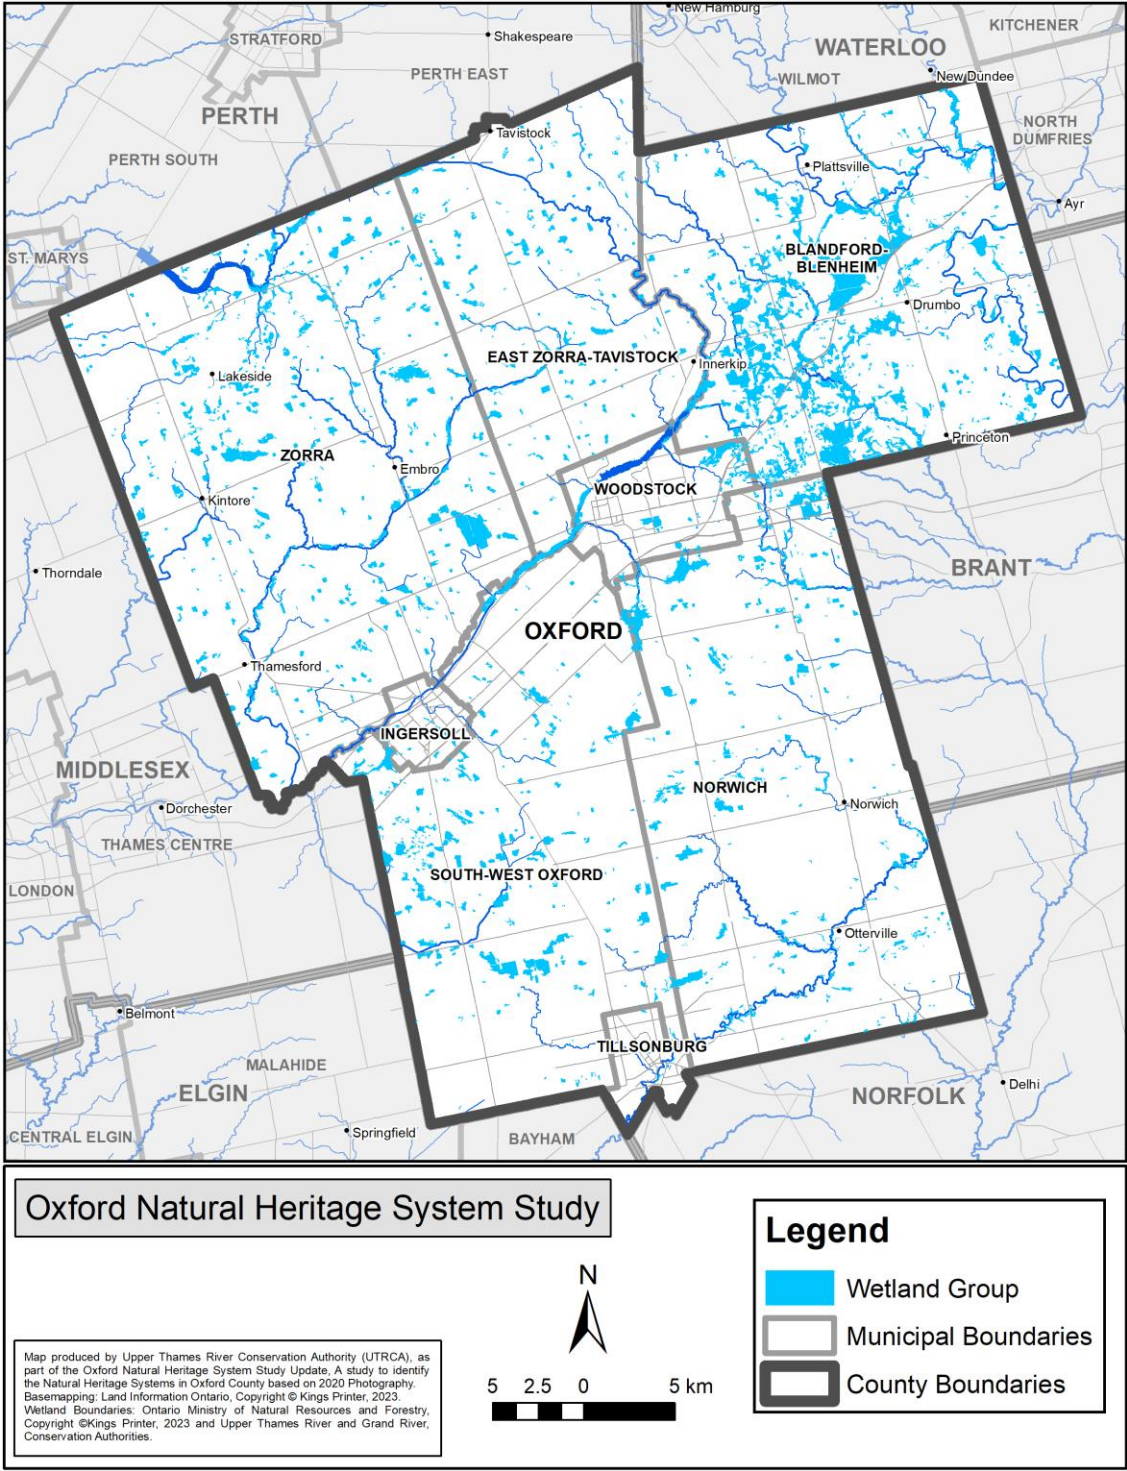 New Hamburg
KITCHENER
STRATFORD
Shakespeare
WATERLOO
PERTH EAST
WILMOT
New Dundee
PERTH
NORTH
DUMFRIES
Tavistock
PERTH SOUTH
Plattsville
Ayr
ST. MARYS
BLANDFORD-
BLENHEIM
Drumbo
EAST ZORRA-TAVISTOCK
Innerkip
Lakeside
Princeton
ZORRA
Embro
WOODSTOCK
Kintore
BRANT
Thorndale
OXFORD
Thamesford
INGERSOLL
MIDDLESEX
NORWICH
Dorchester
Norwich
THAMES CENTRE
SOUTH-WEST OXFORD
LONDON
Otterville
Belmont
TILLSONBURG
MALAHIDE
ELGIN
NORFOLK
Delhi
CENTRAL ELGIN
Springfield
BAYHAM
Oxford Natural Heritage System Study
Legend
Wetland Group
Municipal Boundaries
County Boundaries
N
5 2.5 0 5 km
Map produced by Upper Thames River Conservation Authority (UTRCA), as
part of the Oxford Natural Heritage System Study Update, A study to identify
the Natural Heritage Systems in Oxford County based on 2020 Photography.
Basemapping: Land Information Ontario, Copyright © Kings Printer, 2023.
Wetland Boundaries: Ontario Ministry of Natural Resources and Forestry,
Copyright ©Kings Printer, 2023 and Upper Thames River and Grand River,
Conservation Authorities.